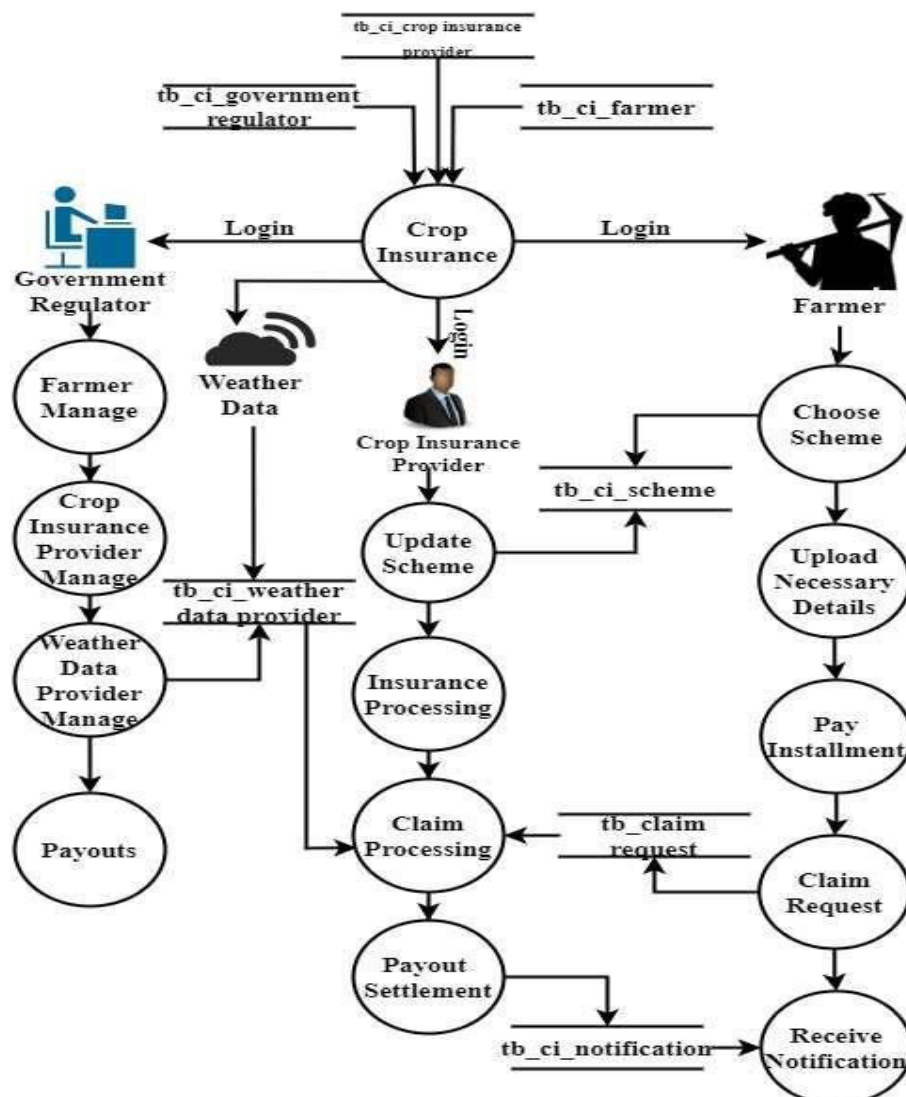 tb_ci_crop insurance
provider
tb_ci_government
regulator
tb_ci_farmer
Login
Crop
Insurance
Login
Government
Regulator
Login
Farmer
Weather
Data
Farmer
Manage
Crop Insurance
Provider
Choose
Scheme
tb_ci_scheme
Crop
Insurance
Provider
Manage
Update
Scheme
Upload
Necessary
Details
tb_ci_weather
data provider
Weather
Data
Provider
Manage
Insurance
Processing
Pay
Installment
Payouts
Claim
Processing
tb_claim
request
Claim
Request
Payout
Settlement
tb_ci_notification
Receive
Notification